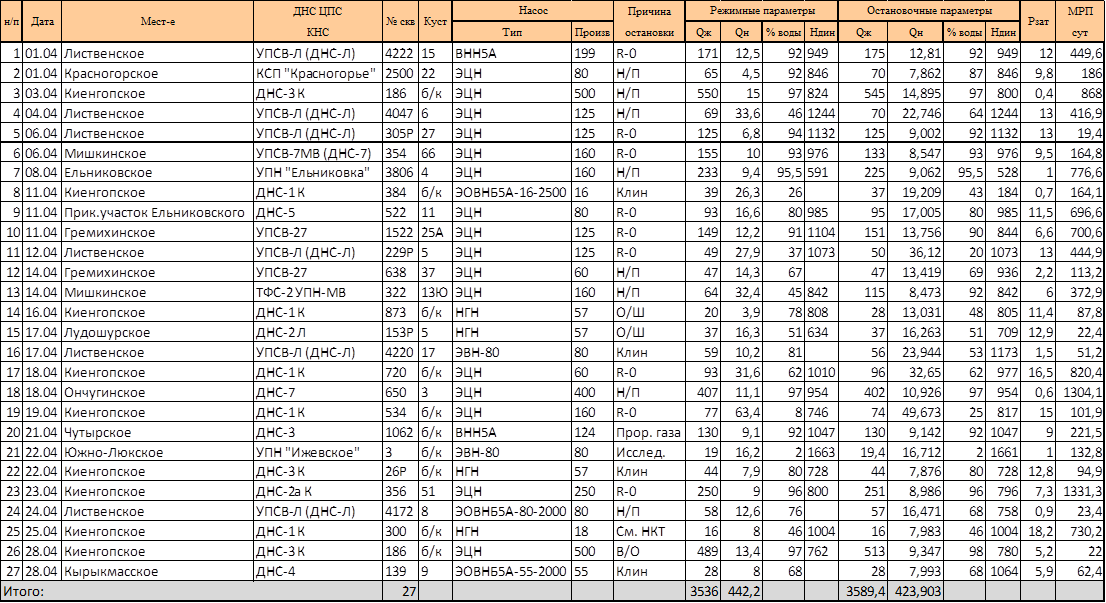 н/п Дата Мест-е ДНС ЦПС КНС № скв Куст Насос Причина остановки Режимные параметры Остановочные параметры Рзат МРП сут
Тип Произв Qж Qн % воды Ндин Qж Qн % воды Ндин
1 01.04 Лиственское УПСВ-Л (ДНС-Л) 4222 15 ВНН5А 199 R-0 171 12,5 92 949 175 12,81 92 949 12 449,6
2 01.04 Красногорское КСП "Красногорье" 2500 22 ЭЦН 80 Н/П 65 4,5 92 846 70 7,862 87 846 9,8 186
3 03.04 Киенгопское ДНС-3 К 186 б/к ЭЦН 500 Н/П 550 15 97 824 545 14,895 97 800 0,4 868
4 04.04 Лиственское УПСВ-Л (ДНС-Л) 4047 6 ЭЦН 125 Н/П 69 33,6 46 1244 70 22,746 64 1244 13 416,9
5 06.04 Лиственское УПСВ-Л (ДНС-Л) 305Р 27 ЭЦН 125 R-0 125 6,8 94 1132 125 9,002 92 1132 13 19,4
6 06.04 Мишкинское УПСВ-7МВ (ДНС-7) 354 66 ЭЦН 160 R-0 155 10 93 976 133 8,547 93 976 9,5 164,8
7 08.04 Ельниковское УПН "Ельниковка" 3806 4 ЭЦН 160 Н/П 233 9,4 95,5 591 225 9,062 95,5 528 1 776,6
8 11.04 Киенгопское ДНС-1 К 384 б/к ЭОВНБ5А-16-2500 16 Клин 39 26,3 26 37 19,209 43 184 0,7 164,1
9 11.04 Прик.участок Ельниковского ДНС-5 522 11 ЭЦН 80 R-0 93 16,6 80 985 95 17,005 80 985 11,5 696,6
10 11.04 Гремихинское УПСВ-27 1522 25А ЭЦН 125 R-0 149 12,2 91 1104 151 13,756 90 844 6,6 700,6
11 12.04 Лиственское УПСВ-Л (ДНС-Л) 229Р 5 ЭЦН 125 R-0 49 27,9 37 1073 50 36,12 20 1073 13 444,9
12 14.04 Гремихинское УПСВ-27 638 37 ЭЦН 60 Н/П 47 14,3 67 47 13,419 69 936 2,2 113,2
13 14.04 Мишкинское ТФС-2 УПН-МВ 322 13Ю ЭЦН 160 Н/П 64 32,4 45 842 115 8,473 92 842 6 372,9
14 16.04 Киенгопское ДНС-1 К 873 б/к НГН 57 О/Ш 20 3,9 78 808 28 13,031 48 805 11,4 87,8
15 17.04 Лудошурское ДНС-2 Л 153Р 5 НГН 57 О/Ш 37 16,3 51 634 37 16,263 51 709 12,9 22,4
16 17.04 Лиственское УПСВ-Л (ДНС-Л) 4220 17 ЭВН-80 80 Клин 59 10,2 81 56 23,944 53 1173 1,5 51,2
17 18.04 Киенгопское ДНС-1 К 720 б/к ЭЦН 60 R-0 93 31,6 62 1010 96 32,65 62 977 16,5 820,4
18 18.04 Ончугинское ДНС-7 650 3 ЭЦН 400 Н/П 407 11,1 97 954 402 10,926 97 954 0,6 1304,1
19 19.04 Киенгопское ДНС-1 К 534 б/к ЭЦН 160 R-0 77 63,4 8 746 74 49,673 25 817 15 101,9
20 21.04 Чутырское ДНС-3 1062 б/к ВНН5А 124 Прор. газа 130 9,1 92 1047 130 9,142 92 1047 9 221,5
21 22.04 Южно-Люкское УПН "Ижевское" 3 б/к ЭВН-80 80 Исслед. 19 16,2 2 1663 19,4 16,712 2 1661 1 132,8
22 22.04 Киенгопское ДНС-3 К 26Р б/к НГН 57 Клин 44 7,9 80 728 44 7,876 80 728 12,8 94,9
23 23.04 Киенгопское ДНС-2а К 356 51 ЭЦН 250 R-0 250 9 96 800 251 8,986 96 796 7,3 1331,3
24 24.04 Лиственское УПСВ-Л (ДНС-Л) 4172 8 ЭОВНБ5А-80-2000 80 Н/П 58 12,6 76 57 16,471 68 758 0,9 23,4
25 25.04 Киенгопское ДНС-1 К 300 б/к НГН 18 См. НКТ 16 8 46 1004 16 7,983 46 1004 18,2 730,2
26 28.04 Киенгопское ДНС-3 К 186 б/к ЭЦН 500 В/О 489 13,4 97 762 513 9,347 98 780 5,2 22
27 28.04 Кырыкмасское ДНС-4 139 9 ЭОВНБ5А-55-2000 55 Клин 28 8 68 28 7,993 68 1064 5,9 62,4
Итого: 27 3536 442,2 3589,4 423,903